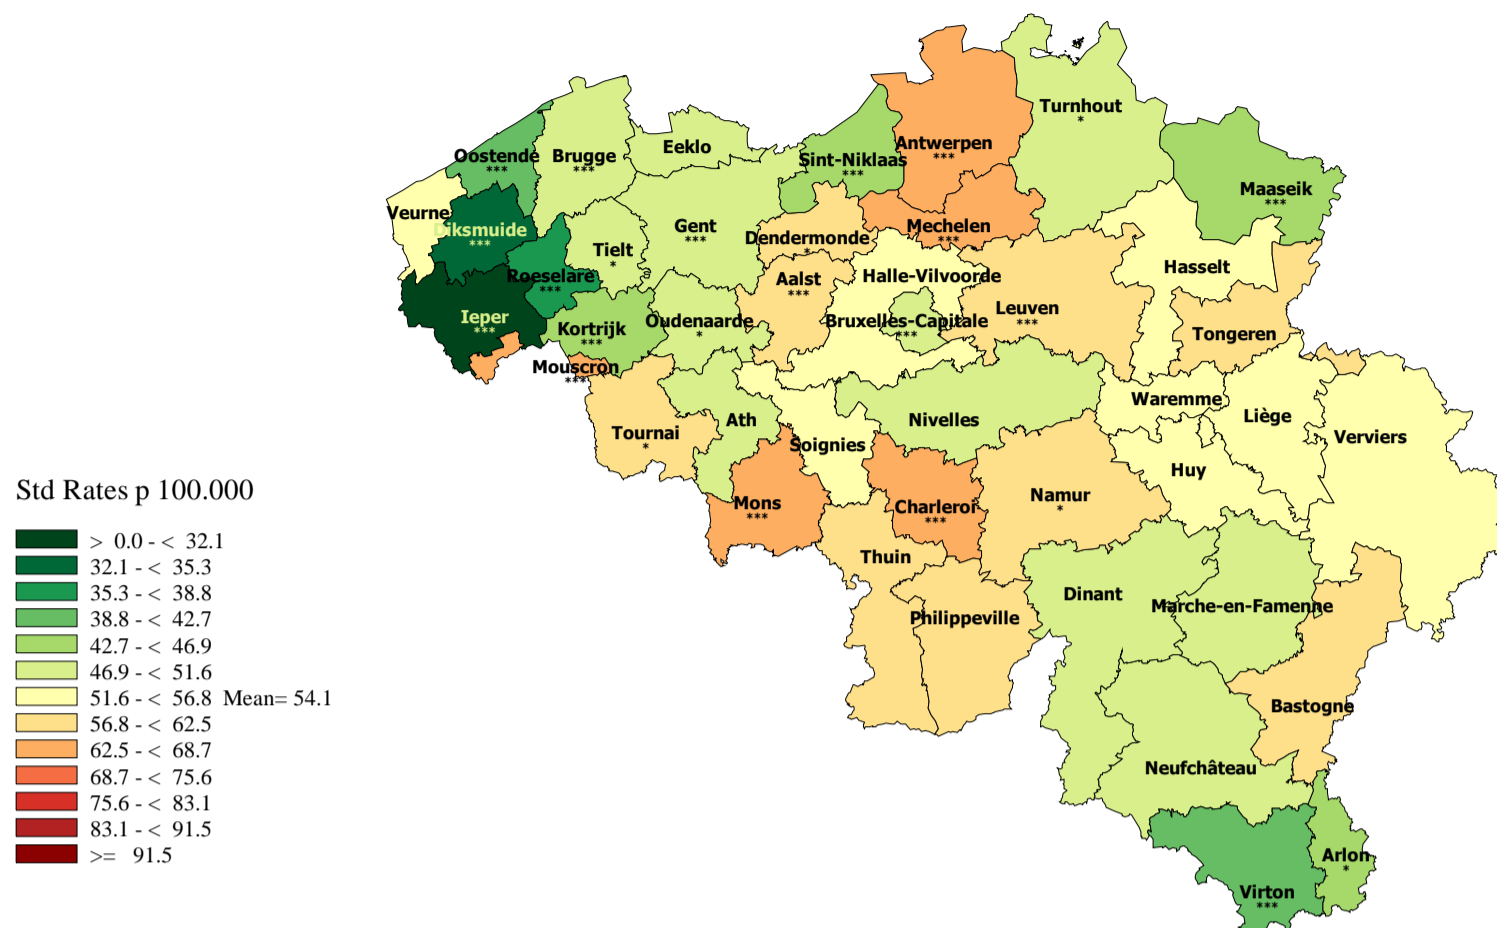 Turnhout
*
Antwerpen
***
Eeklo
Oostende
***
Brugge
***
Sint-Niklaas
***
Maaseik
***
Veurne
Diksmuide
***
Gent
***
Mechelen
***
Dendermonde
*
Tielt
*
Hasselt
Roeselare
***
Aalst
***
Halle-Vilvoorde
Leuven
***
Ieper
***
Kortrijk
***
Oudenaarde
*
Bruxelles-Capitale
***
Tongeren
Mouscron
***
Waremme
Ath
Nivelles
Liège
Tournai
*
Soignies
Verviers
Huy
Std Rates p 100.000
Mons
***
Charleroi
***
Namur
*
> 0.0 - < 32.1
32.1 - < 35.3
35.3 - < 38.8
38.8 - < 42.7
42.7 - < 46.9
46.9 - < 51.6
51.6 - < 56.8 Mean= 54.1
56.8 - < 62.5
62.5 - < 68.7
68.7 - < 75.6
75.6 - < 83.1
83.1 - < 91.5
>= 91.5
Thuin
Dinant
Marche-en-Famenne
Philippeville
Bastogne
Neufchâteau
Arlon
*
Virton
***